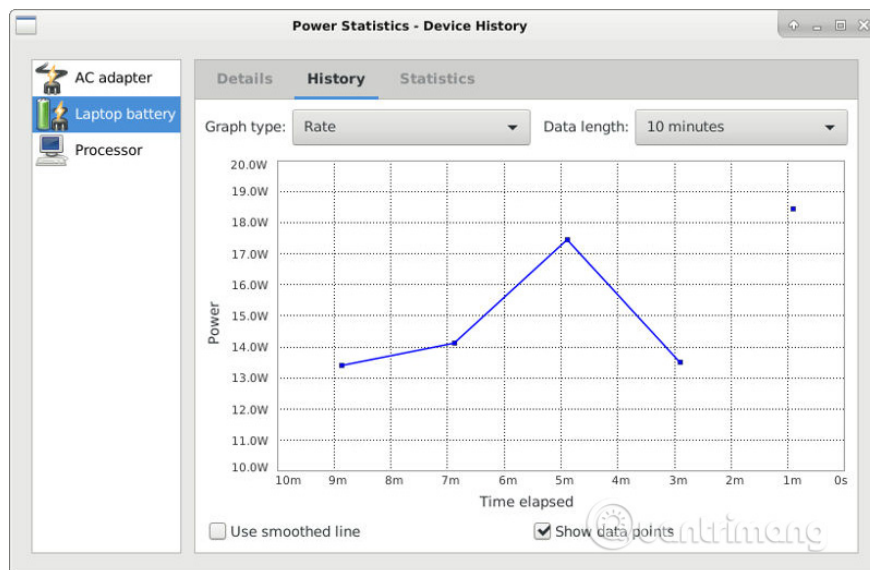 Power Statistics - Device History
AC adapter
Laptop battery
Processor
Details History Statistics
Graph type: Rate Data length: 10 minutes
20.0W
19.0W
18.0W
17.0W
16.0W
15.0W
14.0W
13.0W
12.0W
11.0W
10.0W
Power
10m 9m 8m 7m 6m 5m 4m 3m 2m 1m 0s
Time elapsed
Use smoothed line Show data points
uantrimang